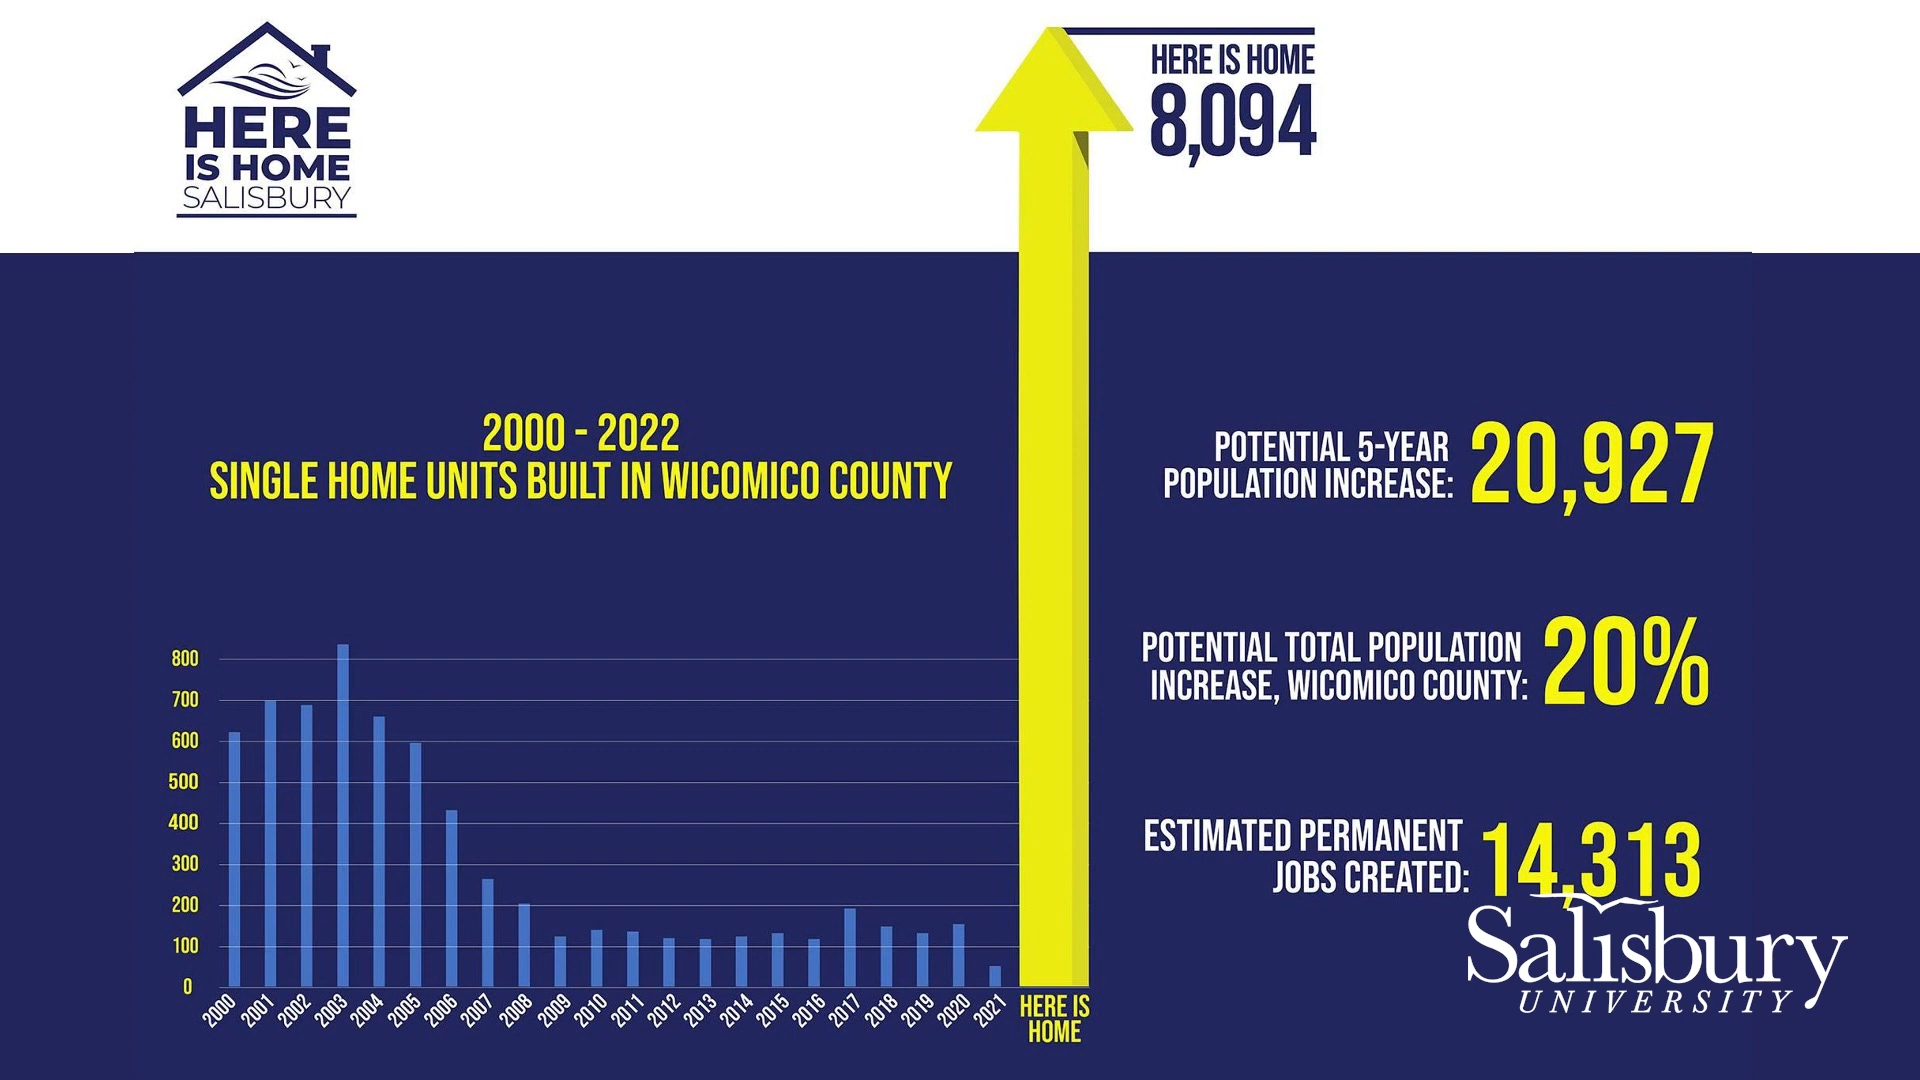 HERE
IS HOME
SALISBURY
HERE IS HOME
8,094
2000 - 2022
SINGLE HOME UNITS BUILT IN WICOMICO COUNTY
POTENTIAL 5-YEAR
POPULATION INCREASE:
20,927
POTENTIAL TOTAL POPULATION
INCREASE, WICOMICO COUNTY:
20%
ESTIMATED PERMANENT
JOBS CREATED:
14,313
800
700
600
500
400
300
200
100
0
2000
2001
2002
2003
2004
2005
2006
2007
2008
2009
2010
2011
2012
2013
2014
2015
2016
2017
2018
2019
2020
2021
HERE IS
HOME
Salisbury
UNIVERSITY